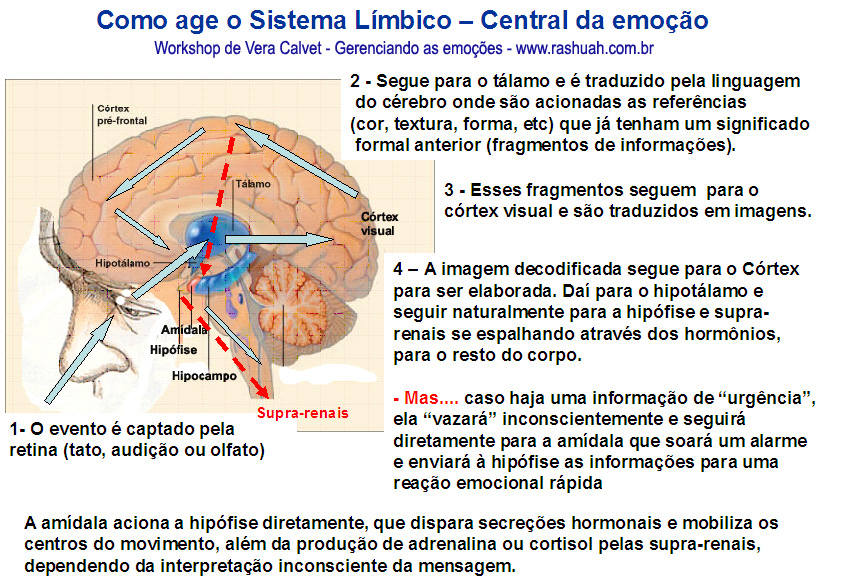 Como age o Sistema Límbico – Central da emoção
Workshop de Vera Calvet - Gerenciando as emoções - www.rashuah.com.br
2 - Segue para o tálamo e é traduzido pela linguagem
do cérebro onde são acionadas as referências
(cor, textura, forma, etc) que já tenham um significado
formal anterior (fragmentos de informações).
Córtex
pré-frontal
Tálamo
3 - Esses fragmentos seguem para o
córtex visual e são traduzidos em imagens.
Córtex
visual
Hipotálamo
4 – A imagem decodificada segue para o Córtex
para ser elaborada. Daí para o hipotálamo e
seguir naturalmente para a hipófise e supra-
renais se espalhando através dos hormônios,
para o resto do corpo.
Amídala
Hipófise
Hipocampo
- Mas.... caso haja uma informação de “urgência”,
ela “vazará” inconscientemente e seguirá
diretamente para a amídala que soará um alarme
e enviará à hipófise as informações para uma
reação emocional rápida
Supra-renais
1- O evento é captado pela
retina (tato, audição ou olfato)
A amídala aciona a hipófise diretamente, que dispara secreções hormonais e mobiliza os
centros do movimento, além da produção de adrenalina ou cortisol pelas supra-renais,
dependendo da interpretação inconsciente da mensagem.